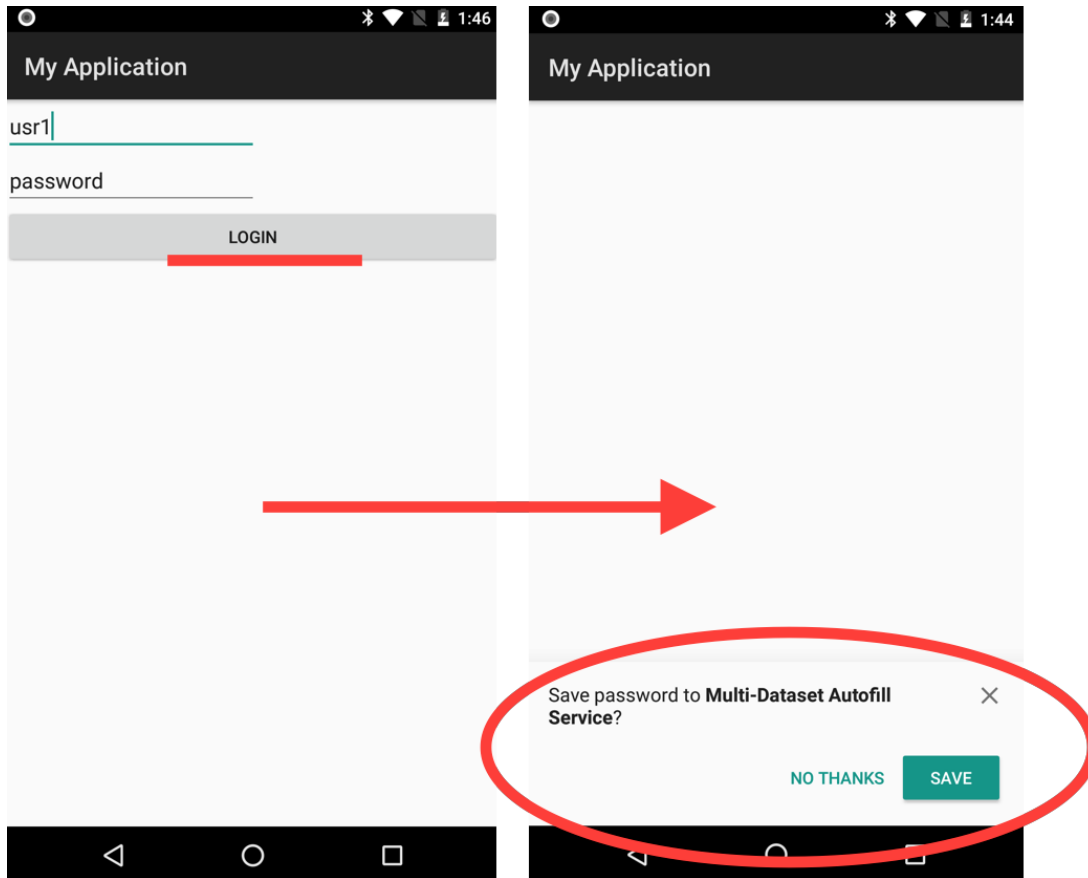 1:46
My Application
usr1
password
LOGIN
1:44
My Application
Save password to Multi-Dataset Autofill
Service?
NO THANKS
SAVE